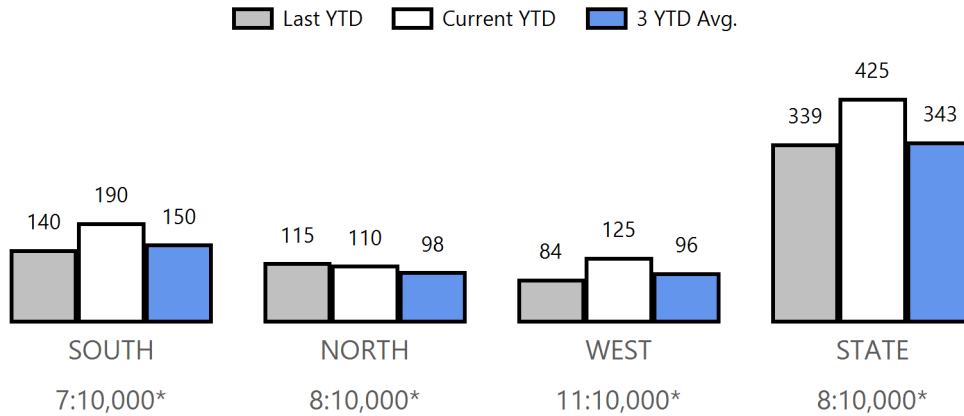 Last YTD Current YTD 3 YTD Avg.
140 190 150
115 110 98
84 125 96
339 425 343
SOUTH NORTH WEST STATE
7:10,000* 8:10,000* 11:10,000* 8:10,000*